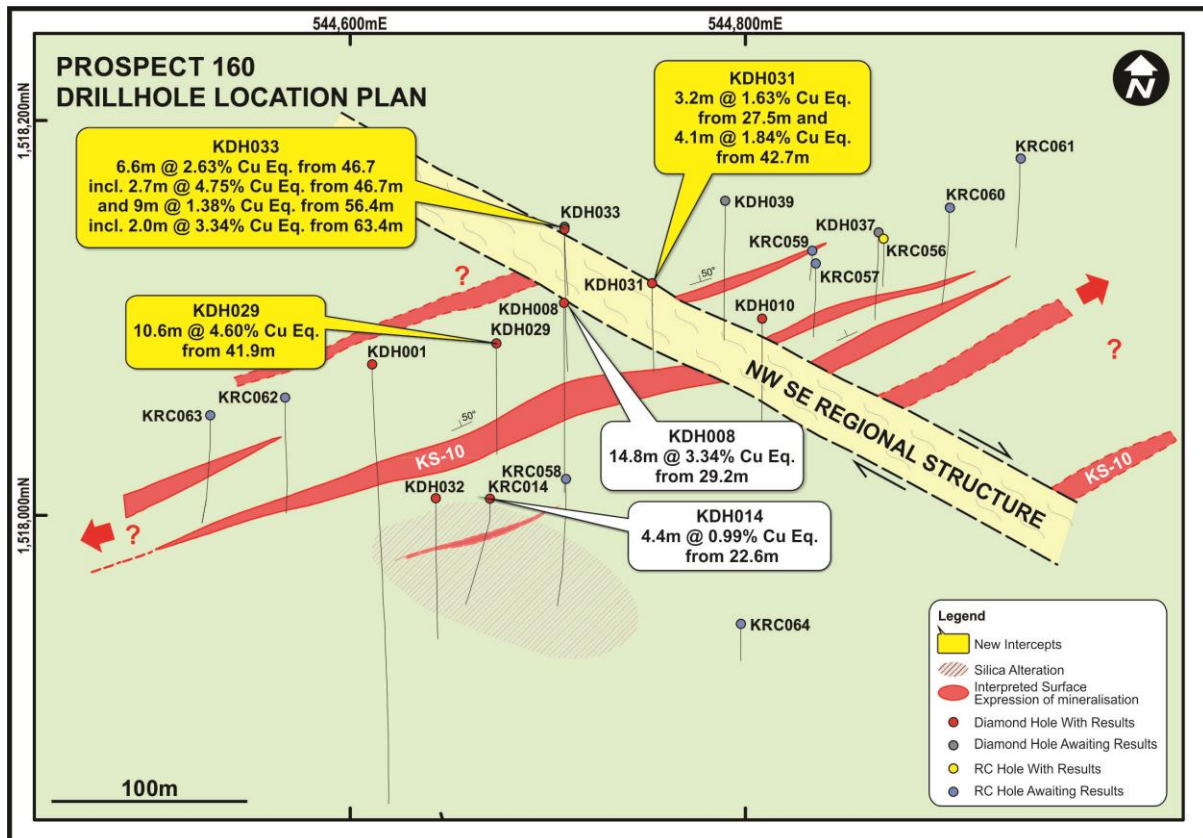 544,600mE
544,800mE
PROSPECT 160
DRILLHOLE LOCATION PLAN
N
1,518,200mN
1,518,000mN
KDH033
6.6m @ 2.63% Cu Eq. from 46.7
incl. 2.7m @ 4.75% Cu Eq. from 46.7m
and 9m @ 1.38% Cu Eq. from 56.4m
incl. 2.0m @ 3.34% Cu Eq. from 63.4m
KDH031
3.2m @ 1.63% Cu Eq.
from 27.5m and
4.1m @ 1.84% Cu Eq.
from 42.7m
KRC061
KRC060
KDH039
KDH033
KDH037
KRC056
KRC059
KRC057
50°
?
KDH031
KDH008
KDH010
KDH029
10.6m @ 4.60% Cu Eq.
from 41.9m
KDH029
KDH001
?
NW SE REGIONAL STRUCTURE
KRC062
KRC063
50°
KS-10
KDH008
14.8m @ 3.34% Cu Eq.
from 29.2m
KS-10
KRC058
KDH032
KRC014
KDH014
4.4m @ 0.99% Cu Eq.
from 22.6m
?
KRC064
Legend
New Intercepts
Silica Alteration
Interpreted Surface
Expression of mineralisation
Diamond Hole With Results
Diamond Hole Awaiting Results
RC Hole With Results
RC Hole Awaiting Results
100m